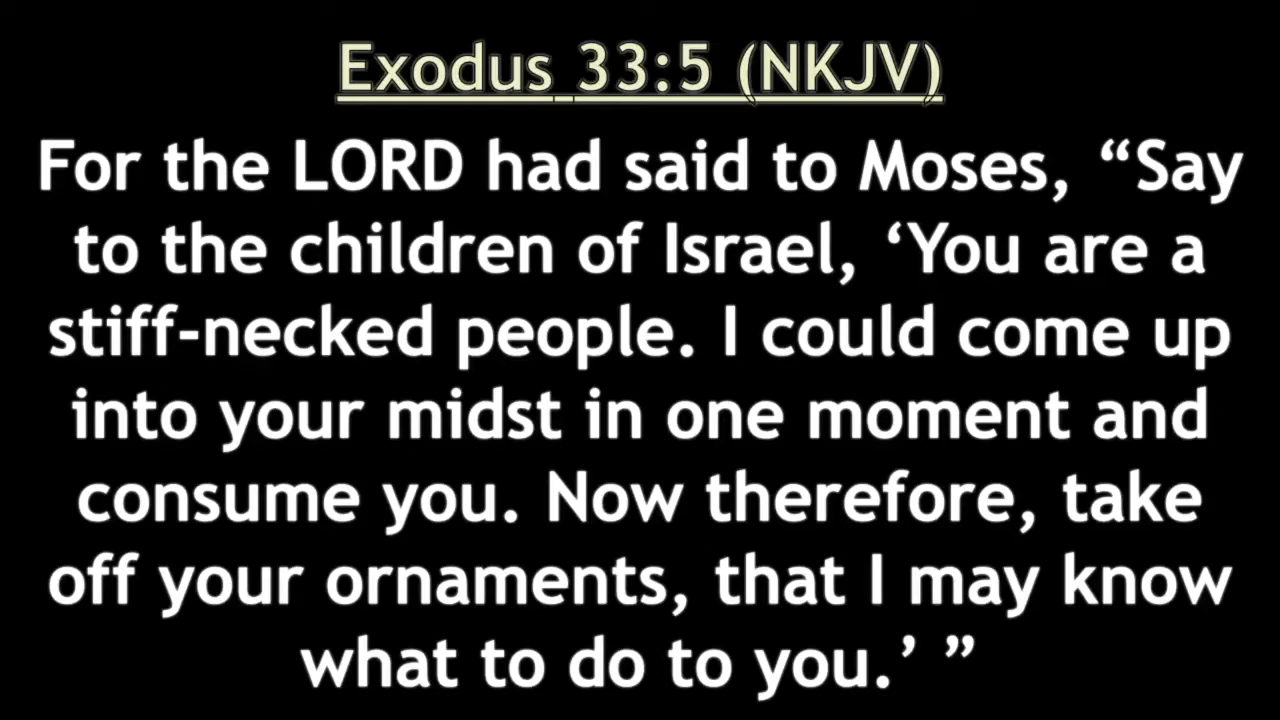 Exodus 33:5 (NKJV)
For the LORD had said to Moses, “Say
to the children of Israel, ‘You are a
stiff-necked people. I could come up
into your midst in one moment and
consume you. Now therefore, take
off your ornaments, that I may know
what to do to you.’ ”